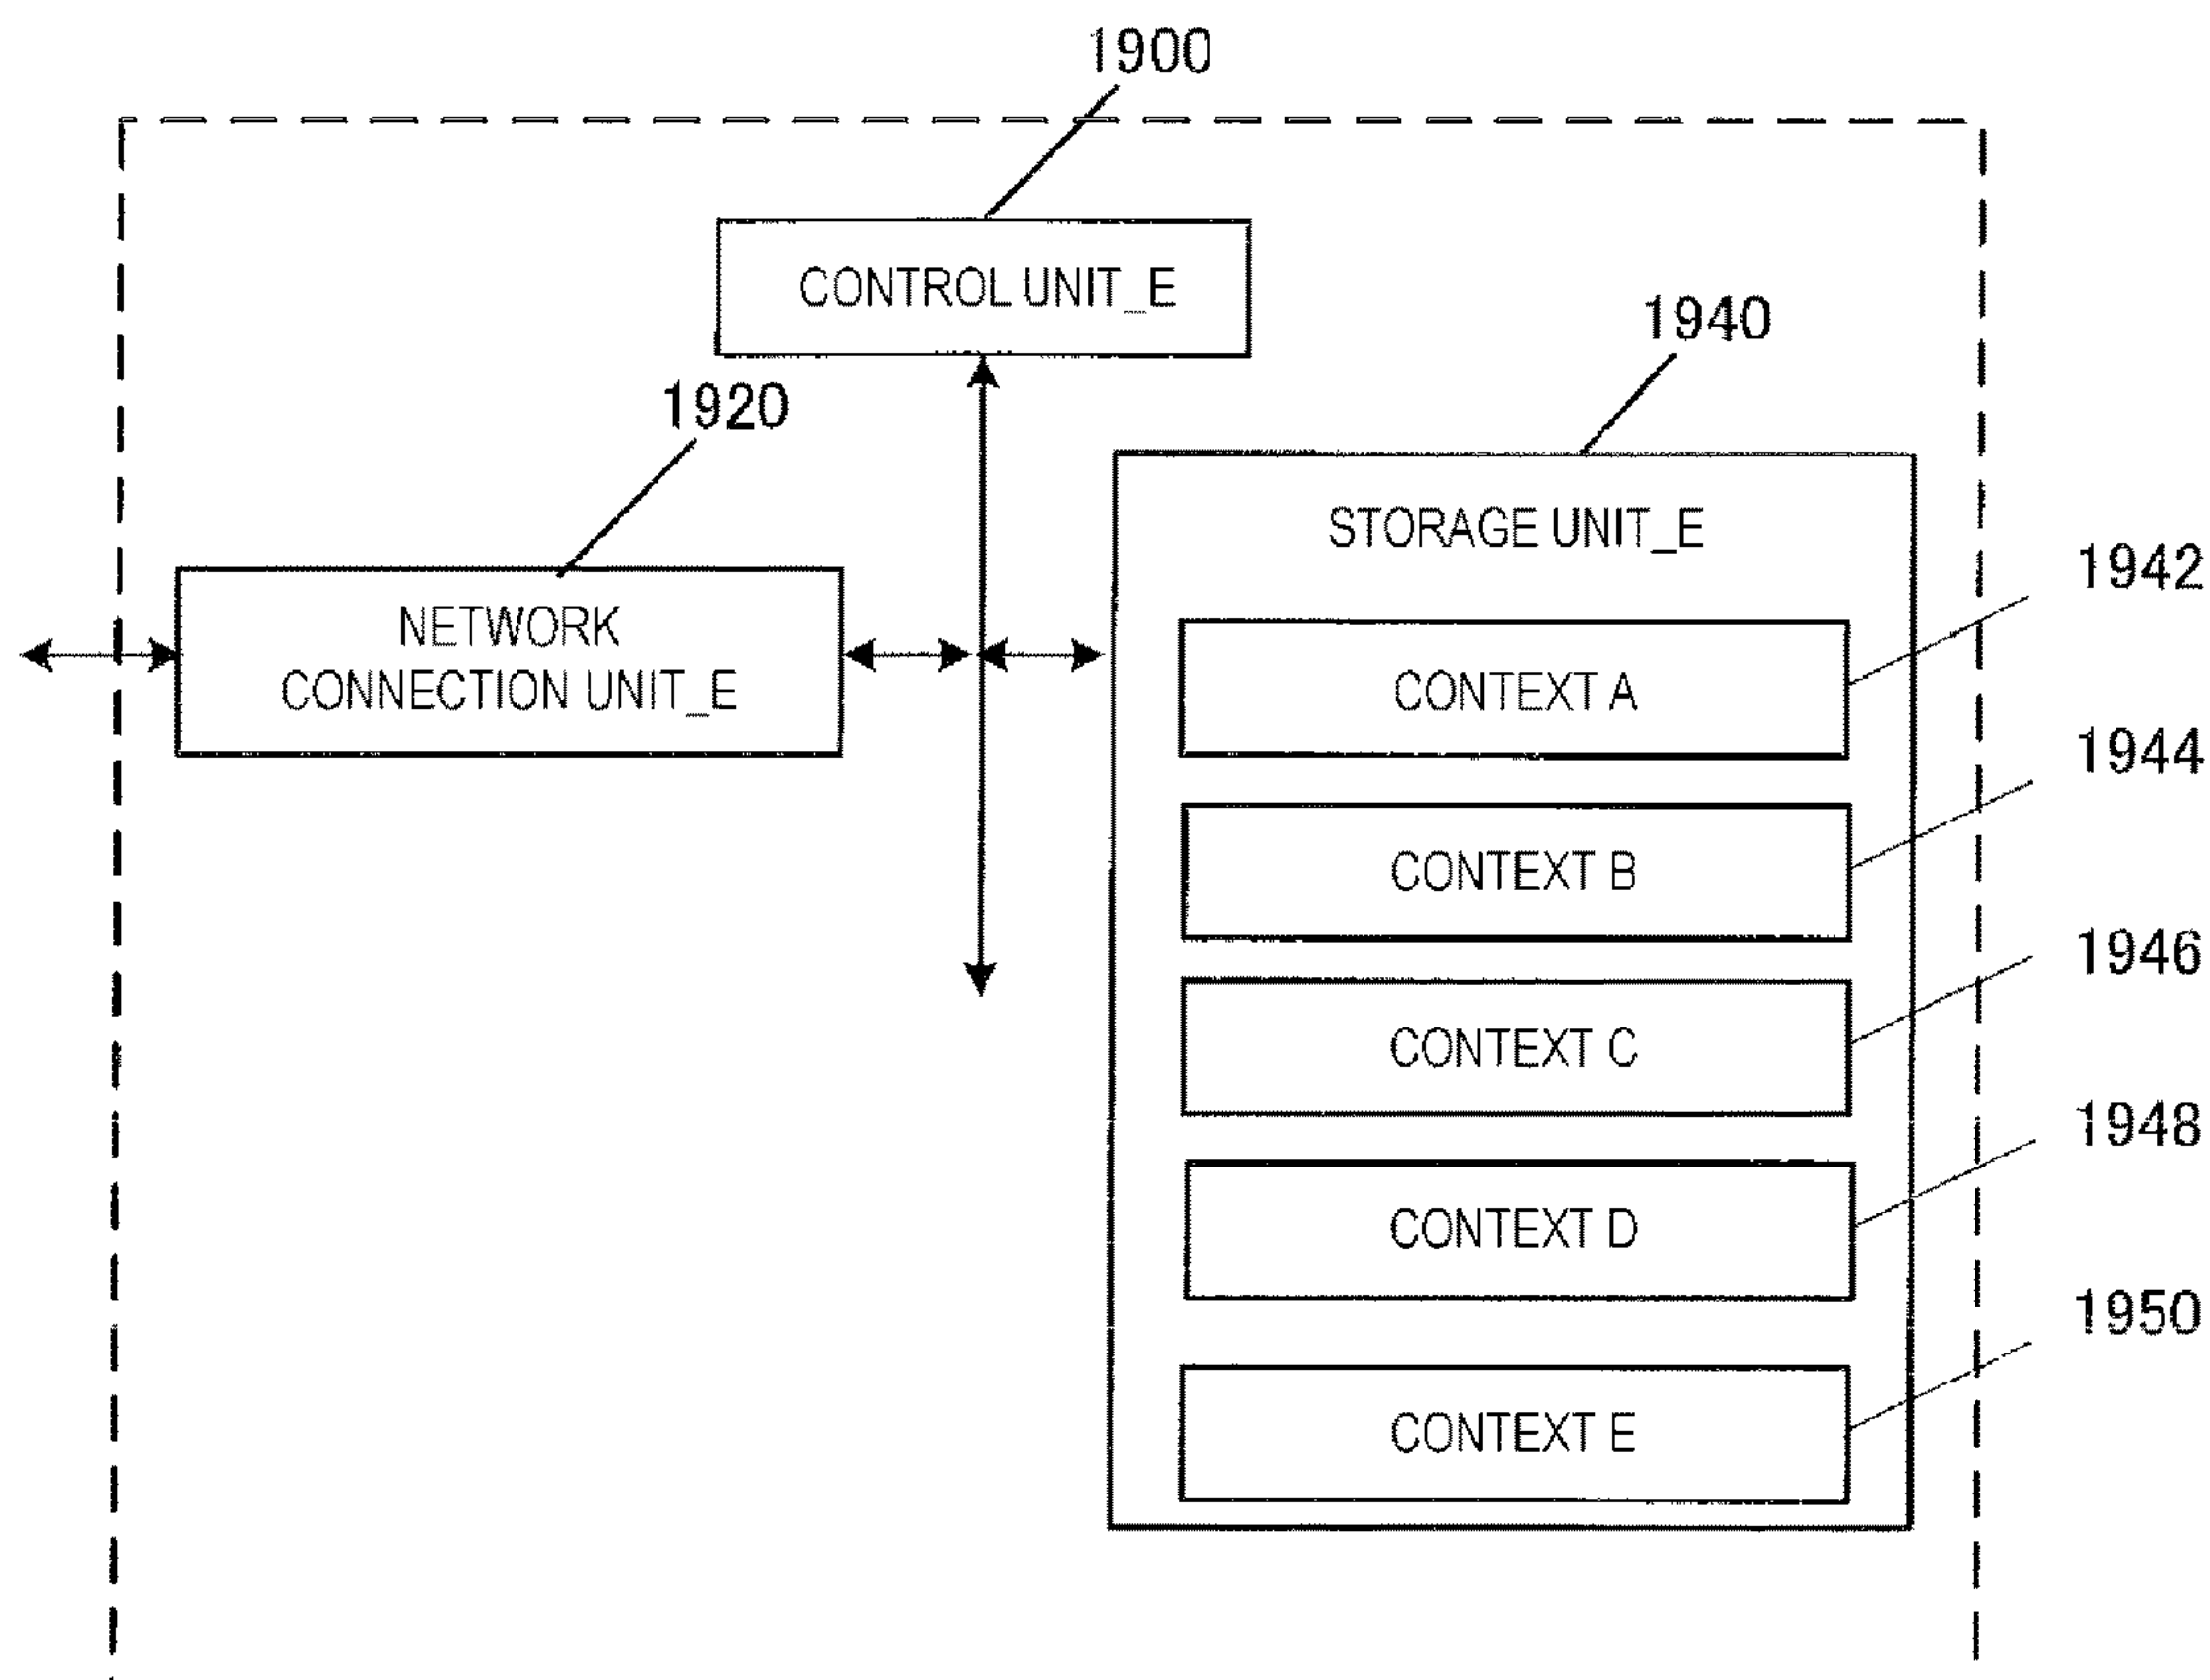 1900
CONTROL UNIT_E
1940
1920
STORAGE UNIT_E
1942
NETWORK
CONNECTION UNIT_E
CONTEXT A
1944
CONTEXT B
1946
CONTEXT C
1948
CONTEXT D
1950
CONTEXT E